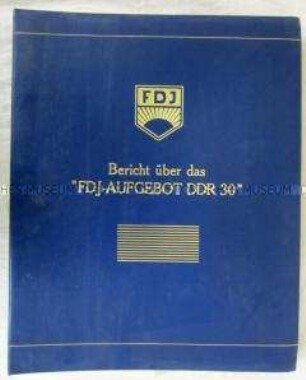 FDJ
Bericht über das
"FDJ-AUFGEBOT DDR 30"